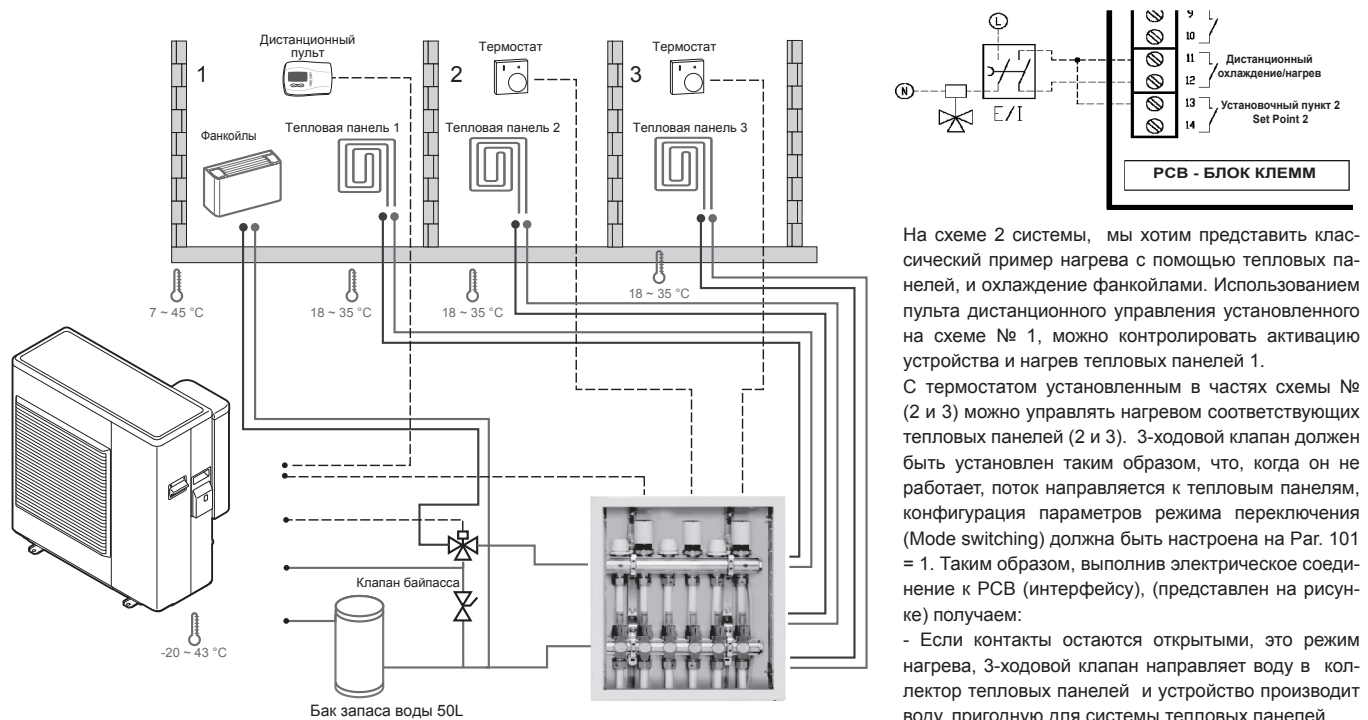 Дистанционный
пульт
Термостат
Термостат
1
2
3
Фанкойлы
Тепловая панель 1
Тепловая панель 2
Тепловая панель 3
7 ~ 45 °C
18 ~ 35 °C
18 ~ 35 °C
18 ~ 35 °C
-20 ~ 43 °C
Клапан байпасса
Бак запаса воды 50L
L
N
E/I
9
10
11
12
13
14
Дистанционный
охлаждение/нагрев
Установочный пункт 2
Set Point 2
PCB - БЛОК КЛЕММ
На схеме 2 системы, мы хотим представить клас-
сический пример нагрева с помощью тепловых па-
нелей, и охлаждение фанкойлами. Использованием
пульта дистанционного управления установленного
на схеме № 1, можно контролировать активацию
устройства и нагрев тепловых панелей 1.
С термостатом установленным в частях схемы №
(2 и 3) можно управлять нагревом соответствующих
тепловых панелей (2 и 3). 3-ходовой клапан должен
быть установлен таким образом, что, когда он не
работает, поток направляется к тепловым панелям,
конфигурация параметров режима переключения
(Mode switching) должна быть настроена на Par. 101
= 1. Таким образом, выполнив электрическое соеди-
нение к PCB (интерфейсу), (представлен на рисун-
ке) получаем:
- Если контакты остаются открытыми, это режим
нагрева, 3-ходовой клапан направляет воду в кол-
лектор тепловых панелей и устройство производит
воду, пригодную для системы тепловых панелей